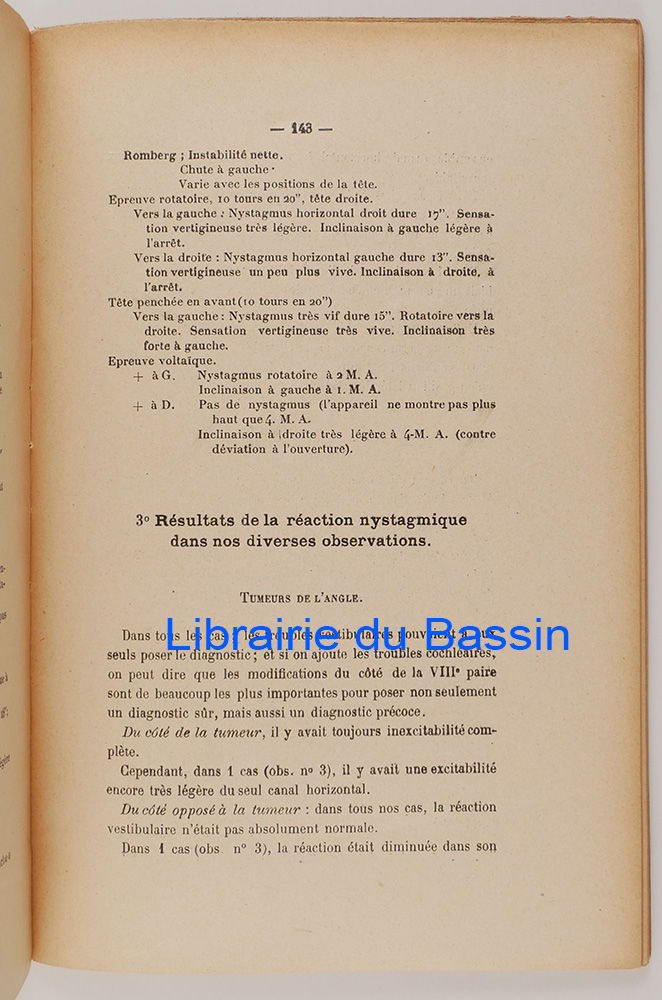 — 143 —
Romberg ; Instabilité nette.
Chute à gauche
Varie avec les positions de la tête.
Epreuve rotatoire, 10 tours en 20", tête droite.
Vers la gauche : Nystagmus horizontal droit dure 17". Sensa-
tion vertigineuse très légère. Inclinaison à gauche légère à
l'arrêt.
Vers la droite : Nystagmus horizontal gauche dure 13". Sensa-
tion vertigineuse un peu plus vive. Inclinaison à droite, à
l'arrêt.
Tête penchée en avant (10 tours en 20")
Vers la gauche : Nystagmus très vif dure 15". Rotatoire vers la
droite. Sensation vertigineuse très vive. Inclinaison très
forte à gauche.
Epreuve voltaïque.
+ à G. Nystagmus rotatoire à 2 M. A.
Inclinaison à gauche à 1. M. A.
+ à D. Pas de nystagmus (l'appareil ne montre pas plus
haut que 4. M. A.
Inclinaison à droite très légère à 4-M. A. (contre
déviation à l'ouverture).
3° Résultats de la réaction nystagmique
dans nos diverses observations.
TUMEURS DE L'ANGLE.
Librairie du Bassin
Dans tous les cas : les troubles vestibulaires pouvaient à eux
seuls poser le diagnostic ; et si on ajoute les troubles cochléaires,
on peut dire que les modifications du côté de la VIIIe paire
sont de beaucoup les plus importantes pour poser non seulement
un diagnostic sûr, mais aussi un diagnostic précoce.
Du côté de la tumeur, il y avait toujours inexcitabilité com-
plète.
Cependant, dans 1 cas (obs. no 3), il y avait une excitabilité
encore très légère du seul canal horizontal.
Du côté opposé à la tumeur : dans tous nos cas, la réaction
vestibulaire n'était pas absolument normale.
Dans 1 cas (obs n° 3), la réaction était diminuée dans son